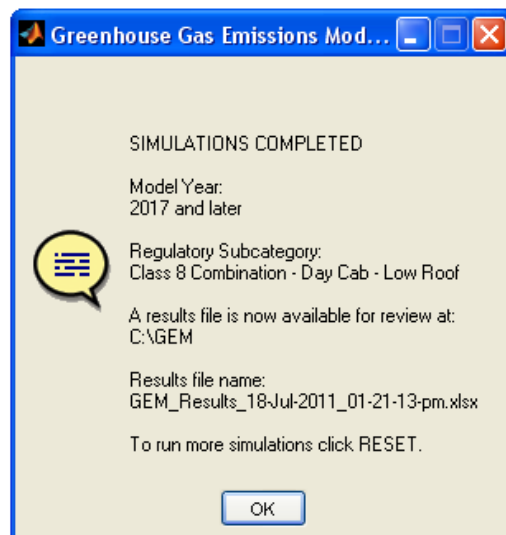 Greenhouse Gas Emissions Mod...
SIMULATIONS COMPLETED
Model Year:
2017 and later
Regulatory Subcategory:
Class 8 Combination - Day Cab - Low Roof
A results file is now available for review at:
C:\GEM
Results file name:
GEM_Results_18-Jul-2011_01-21-13-pm.xlsx
To run more simulations click RESET.
OK